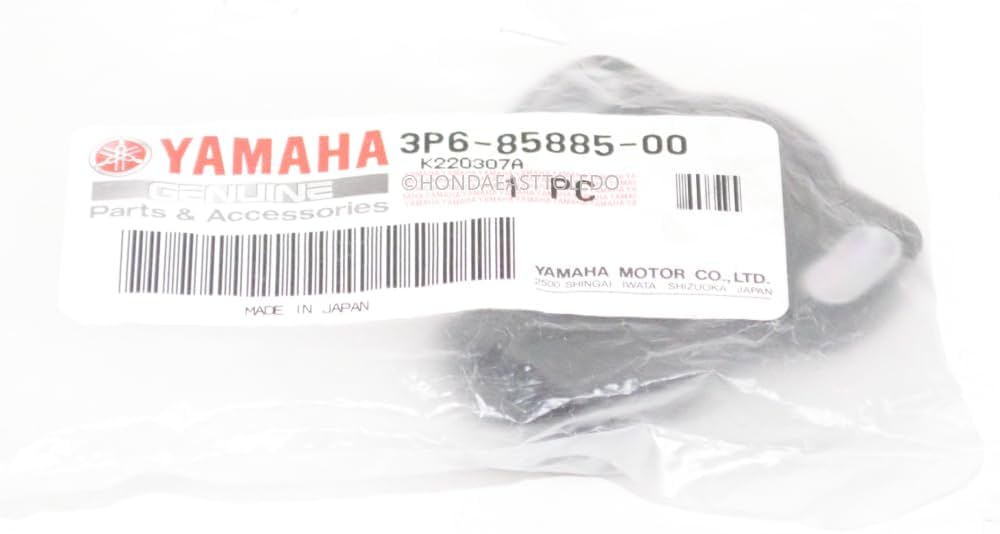 YAMAHA 3P6-85885-00
K220307A
GENUINE ©HONDAEASTTOLEDO
1 PC
Parts & Accessories
YAMAHA MOTOR CO., LTD.
2500 SHINGAI IWATA SHIZUOKA JAPAN
MADE IN JAPAN